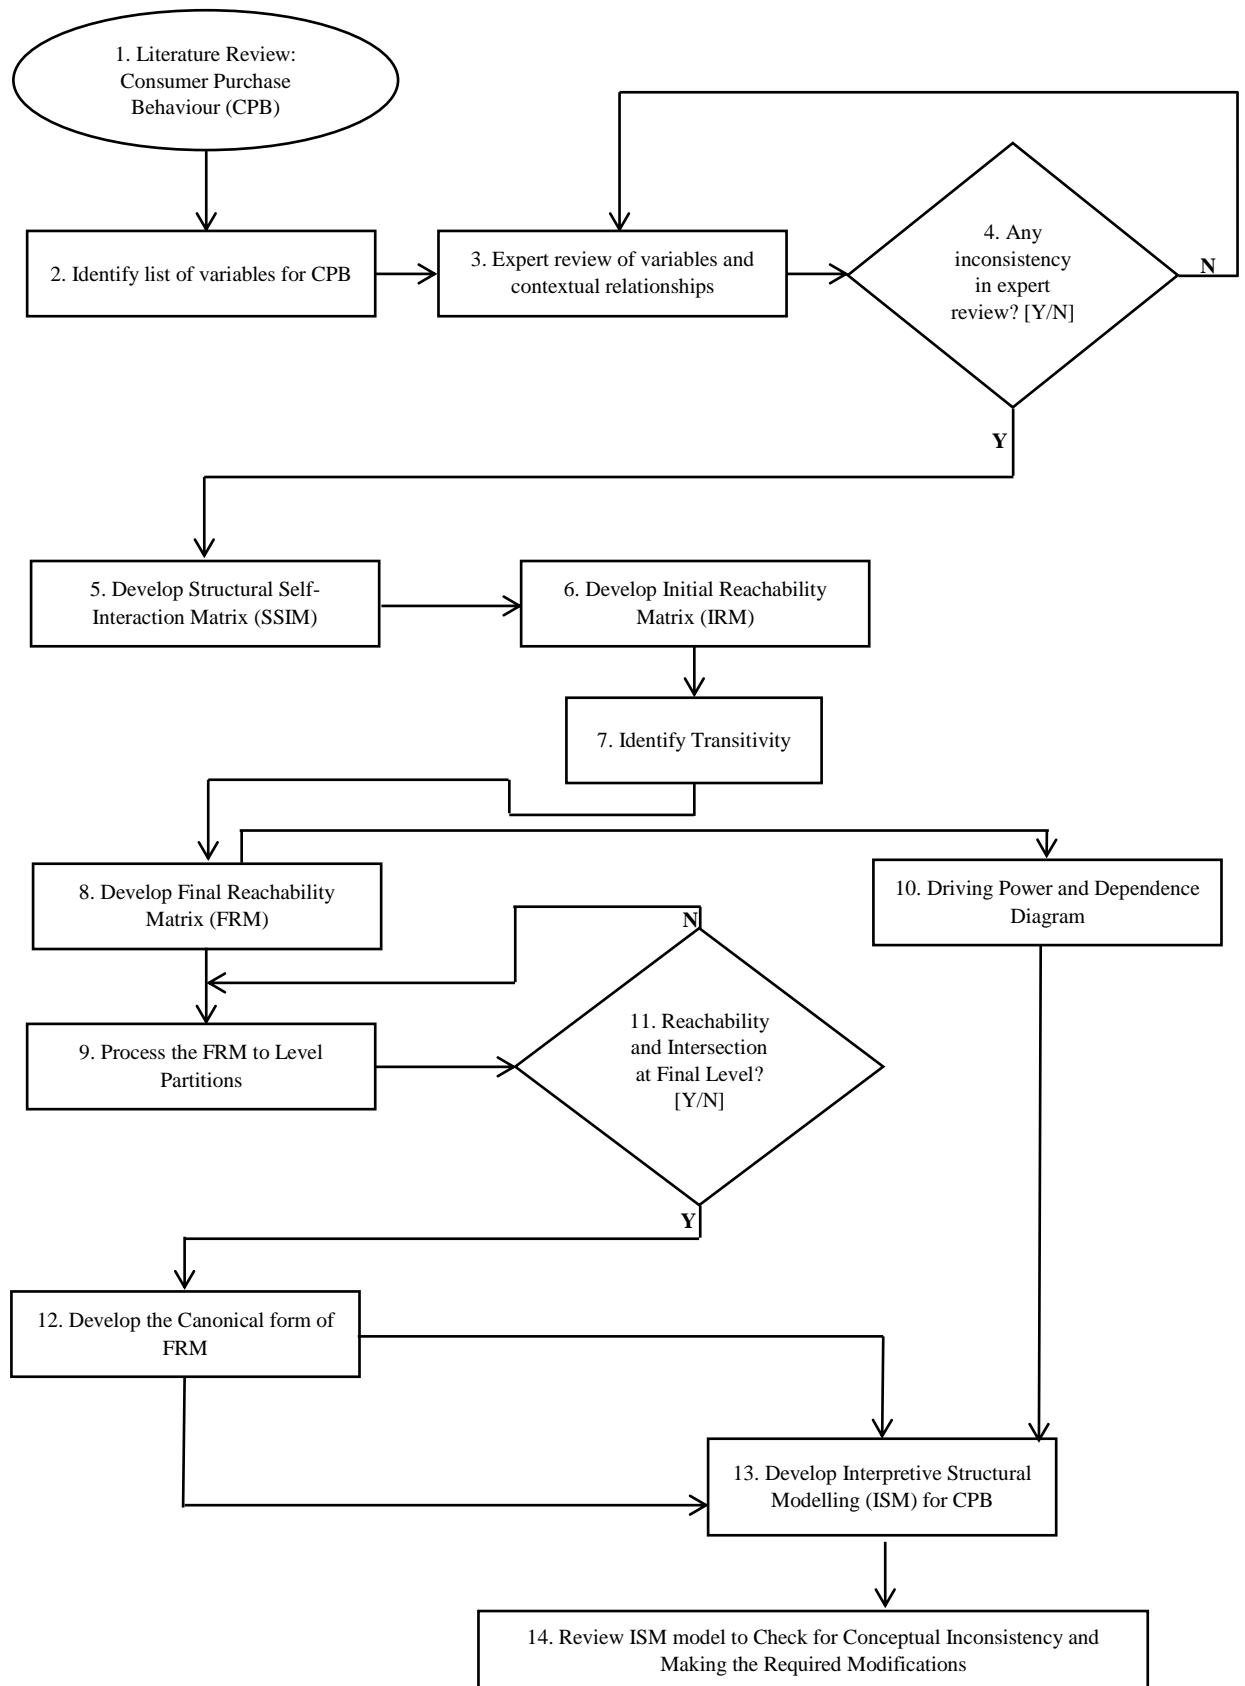 1. Literature Review:
Consumer Purchase
Behaviour (CPB)
2. Identify list of variables for CPB
3. Expert review of variables and
contextual relationships
4. Any
inconsistency
in expert
review? [Y/N]
N
Y
5. Develop Structural Self-
Interaction Matrix (SSIM)
6. Develop Initial Reachability
Matrix (IRM)
7. Identify Transitivity
8. Develop Final Reachability
Matrix (FRM)
10. Driving Power and Dependence
Diagram
N
9. Process the FRM to Level
Partitions
11. Reachability
and Intersection
at Final Level?
[Y/N]
Y
12. Develop the Canonical form of
FRM
13. Develop Interpretive Structural
Modelling (ISM) for CPB
14. Review ISM model to Check for Conceptual Inconsistency and
Making the Required Modifications